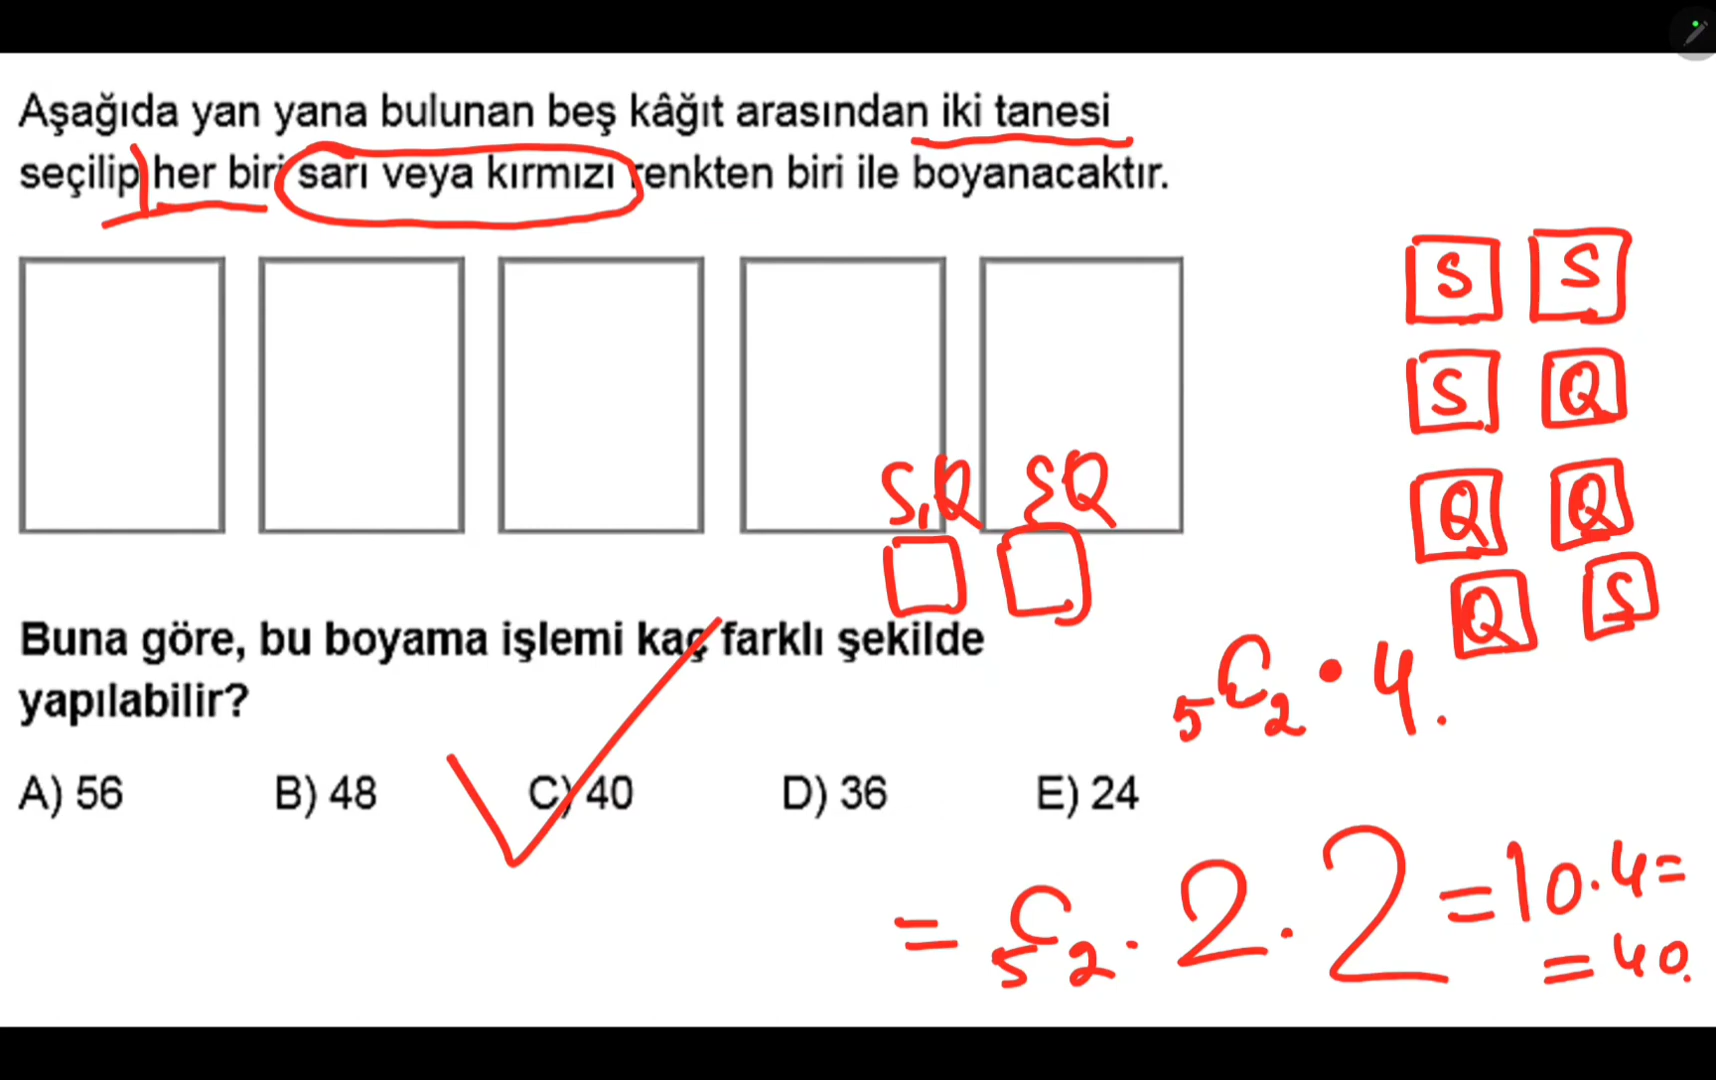 Aşağıda yan yana bulunan beş kâğıt arasından iki tanesi
seçilip her biri sarı veya kırmızı renkten biri ile boyanacaktır.
S S
S Q
S,Q SQ
Q Q
Q S
Buna göre, bu boyama işlemi kaç farklı şekilde
yapılabilir?
5C2 • 4.
A) 56 B) 48 C) 40 D) 36 E) 24
= 5C2 . 2 . 2 = 10.4 =
= 40.